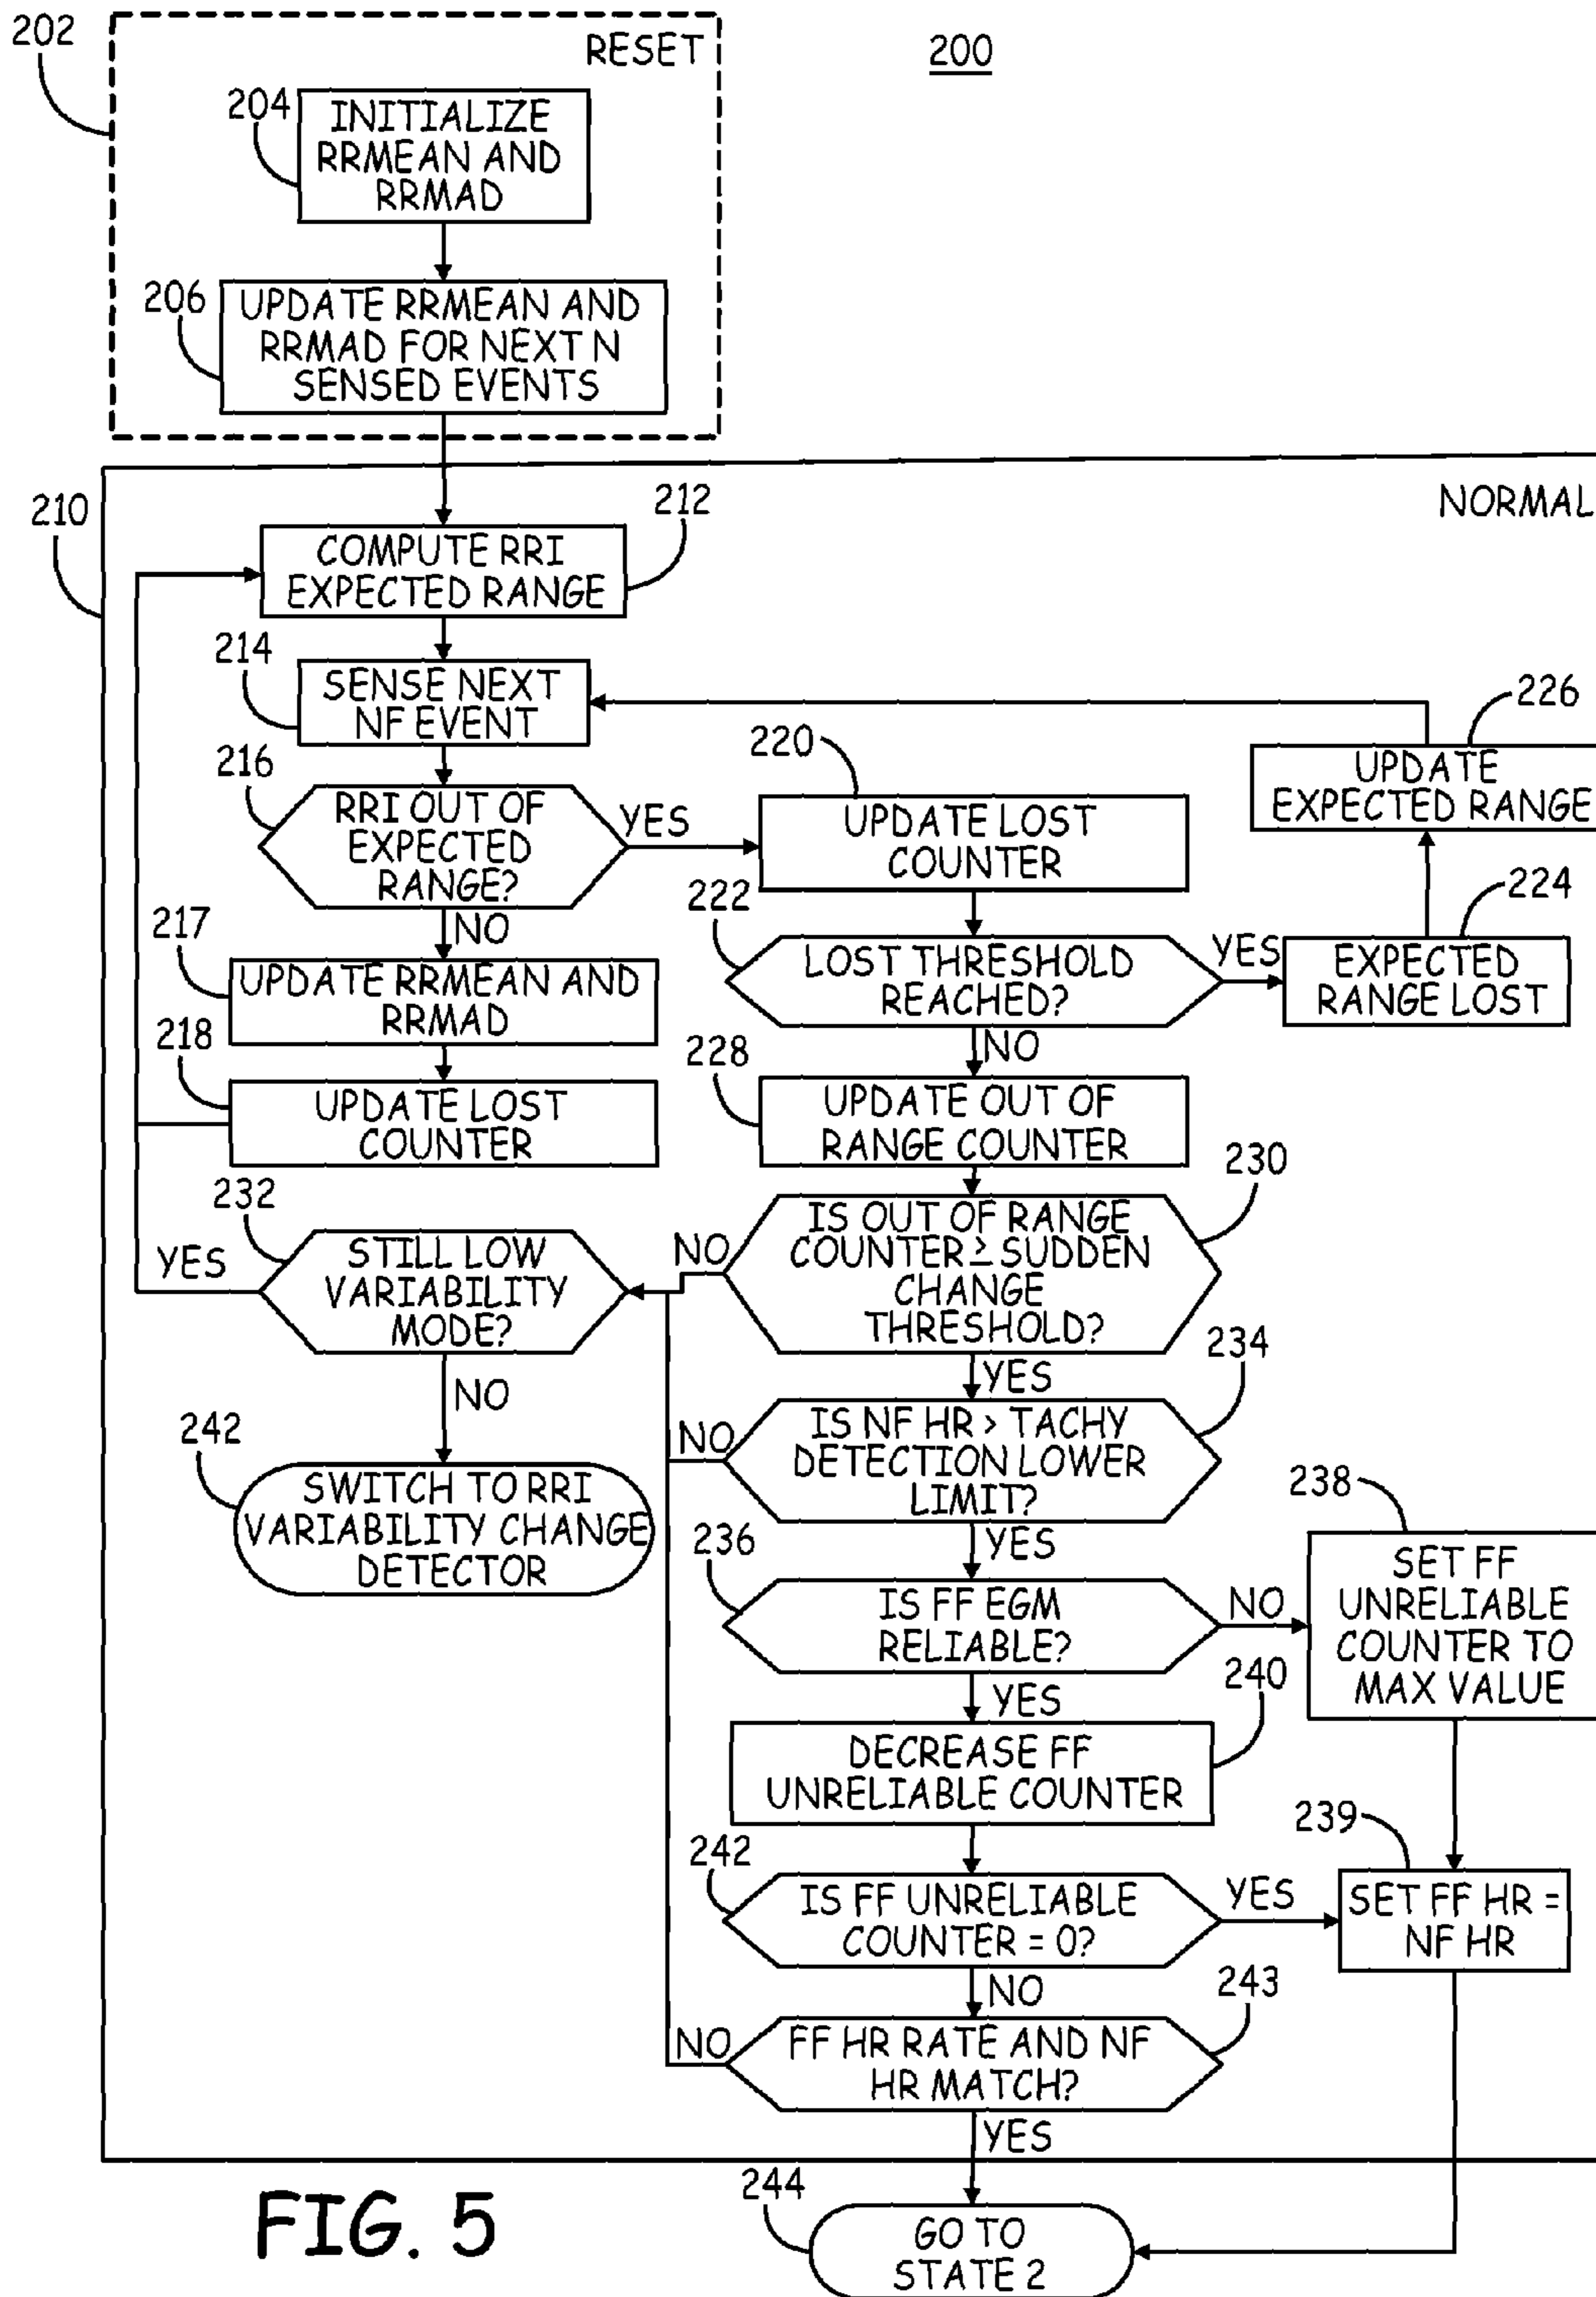 202
RESET
200
204
INITIALIZE
RRMEAN AND
RRMAD
206
UPDATE RRMEAN AND
RRMAD FOR NEXT N
SENSED EVENTS
210
NORMAL
212
COMPUTE RRI
EXPECTED RANGE
214
SENSE NEXT
NF EVENT
226
UPDATE
EXPECTED RANGE
216
RRI OUT OF
EXPECTED
RANGE?
YES
220
UPDATE LOST
COUNTER
NO
222
LOST THRESHOLD
REACHED?
YES
224
EXPECTED
RANGE LOST
217
UPDATE RRMEAN AND
RRMAD
NO
218
UPDATE LOST
COUNTER
228
UPDATE OUT OF
RANGE COUNTER
230
IS OUT OF RANGE
COUNTER ≥ SUDDEN
CHANGE
THRESHOLD?
NO
232
STILL LOW
VARIABILITY
MODE?
YES
NO
YES
234
IS NF HR > TACHY
DETECTION LOWER
LIMIT?
NO
242
SWITCH TO RRI
VARIABILITY CHANGE
DETECTOR
YES
236
IS FF EGM
RELIABLE?
NO
238
SET FF
UNRELIABLE
COUNTER TO
MAX VALUE
YES
240
DECREASE FF
UNRELIABLE COUNTER
242
IS FF UNRELIABLE
COUNTER = 0?
YES
239
SET FF HR =
NF HR
NO
243
FF HR RATE AND NF
HR MATCH?
NO
YES
244
GO TO
STATE 2
FIG. 5